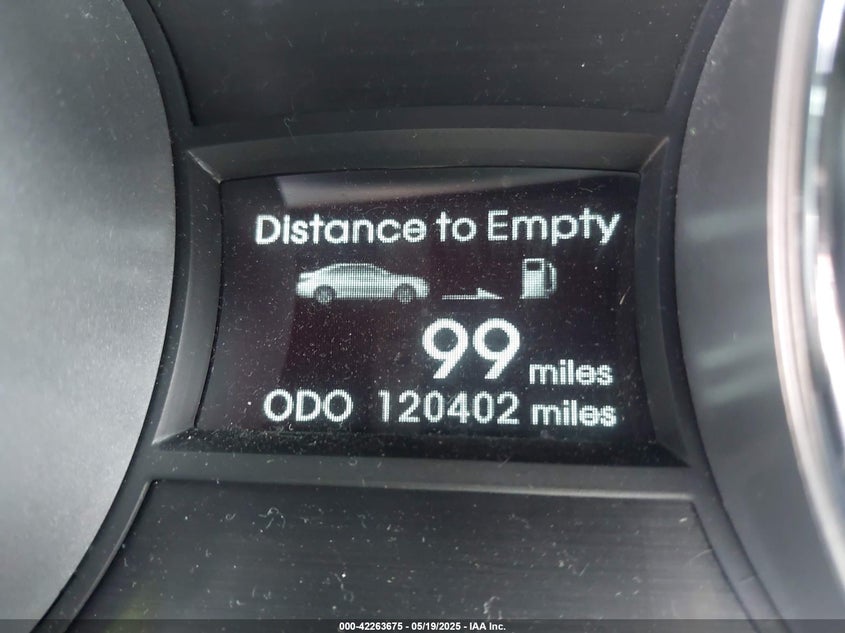 Distance to Empty
99 miles
ODO 120402 miles
000-42263675 - 05/19/2025 - IAA Inc.